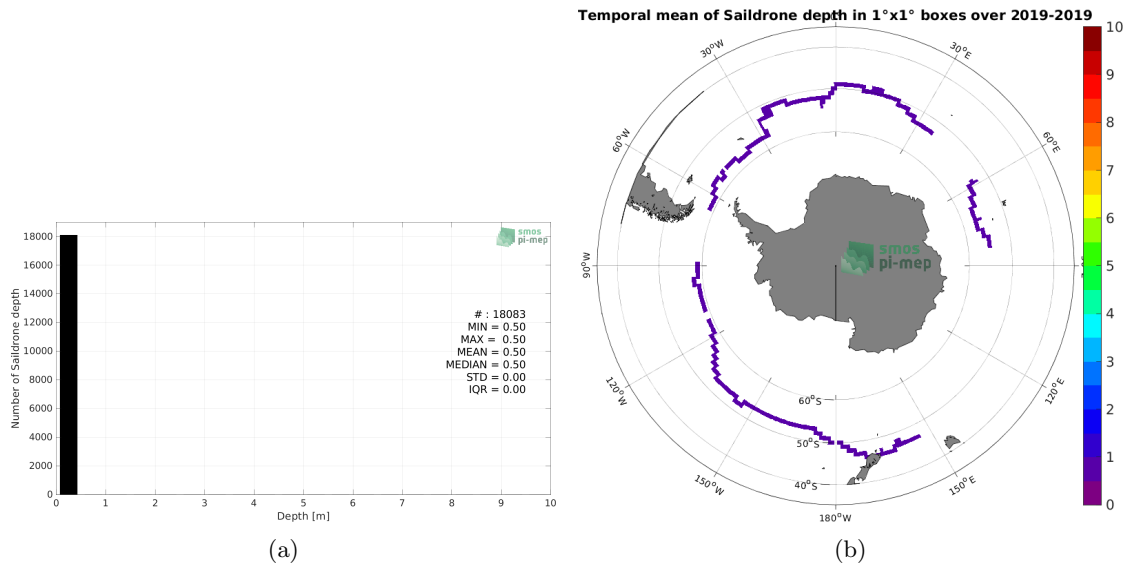 Number of Saildrone depth
18000
16000
14000
12000
10000
8000
6000
4000
2000
0
smos
pi-mep
# : 18083
MIN = 0.50
MAX = 0.50
MEAN = 0.50
MEDIAN = 0.50
STD = 0.00
IQR = 0.00
0 1 2 3 4 5 6 7 8 9 10
Depth [m]
(a)
Temporal mean of Saildrone depth in 1°x1° boxes over 2019-2019
30°W
30°E
60°W
60°E
90°W
120°W
120°E
150°W
150°E
180°W
60°S
50°S
40°S
smos
pi-mep
10
9
8
7
6
5
4
3
2
1
0
(b)